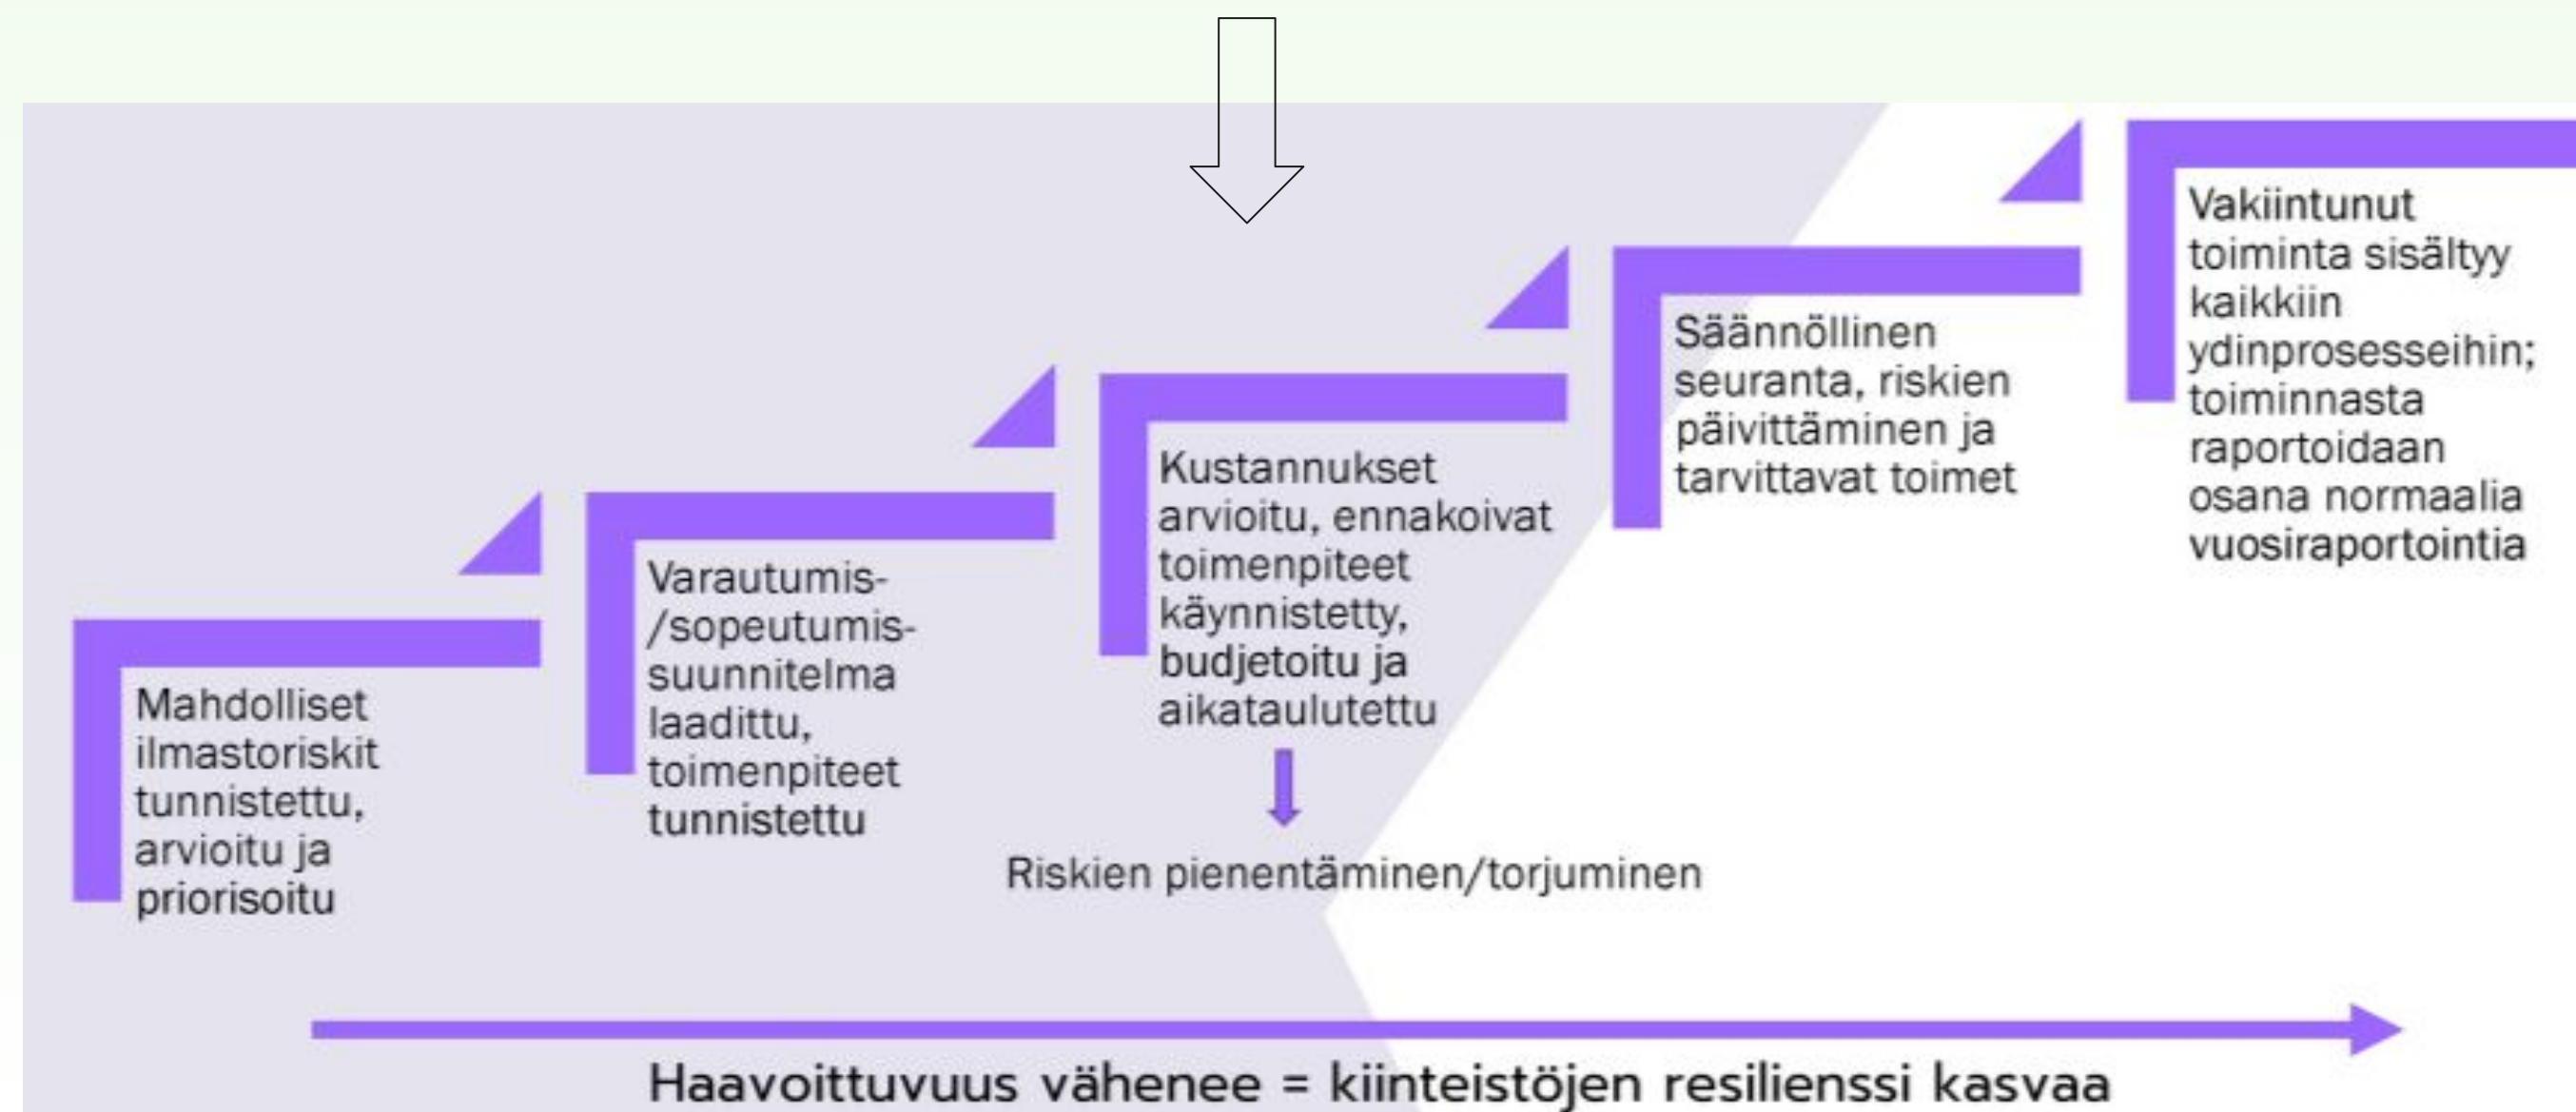 Mahdolliset
ilmastoriskit
tunnistettu,
arvioitu ja
priorisoitu
Varautumis-
/sopeutumis-
suunnitelma
laadittu,
toimenpiteet
tunnistettu
Kustannukset
arvioitu, ennakoivat
toimenpiteet
käynnistetty,
budjetoitu ja
aikataulutettu
Riskien pienentäminen/torjuminen
Säännöllinen
seuranta, riskien
päivittäminen ja
tarvittavat toimet
Vakiintunut
toiminta sisältyy
kaikkiin
ydinprosesseihin;
toiminnasta
raportoidaan
osana normaalia
vuosiraportointia
Haavoittuvuus vähenee = kiinteistöjen resilienssi kasvaa